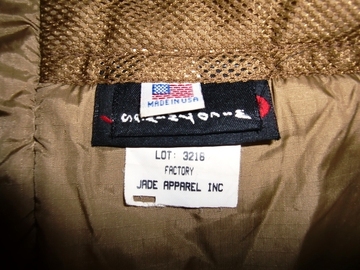 MADE IN USA
LOT: 3216
FACTORY
JADE APPAREL INC